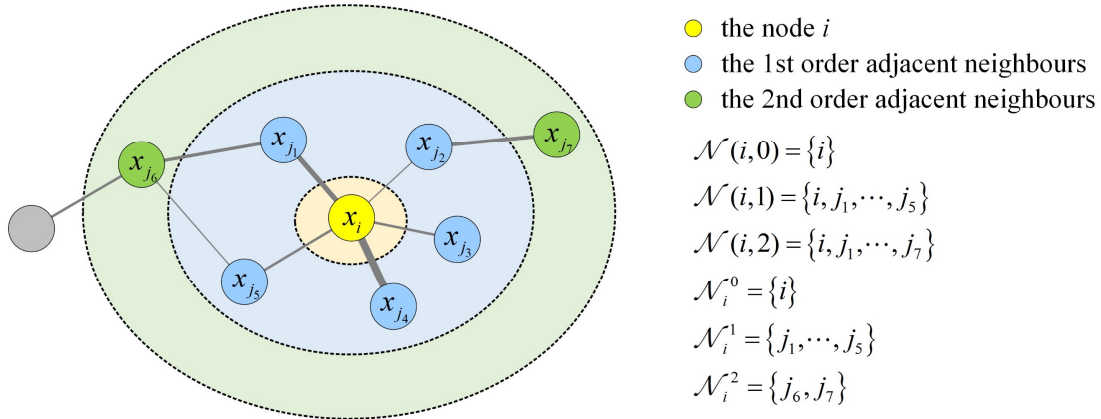 the node i
the 1st order adjacent neighbours
the 2nd order adjacent neighbours
x_{j_1}
x_{j_2}
x_{j_7}
x_{j_6}
x_i
x_{j_3}
x_{j_5}
x_{j_4}
𝒩(i,0) = {i}
𝒩(i,1) = {i, j_1, ⋯, j_5}
𝒩(i,2) = {i, j_1, ⋯, j_7}
𝒩_i^0 = {i}
𝒩_i^1 = {j_1, ⋯, j_5}
𝒩_i^2 = {j_6, j_7}